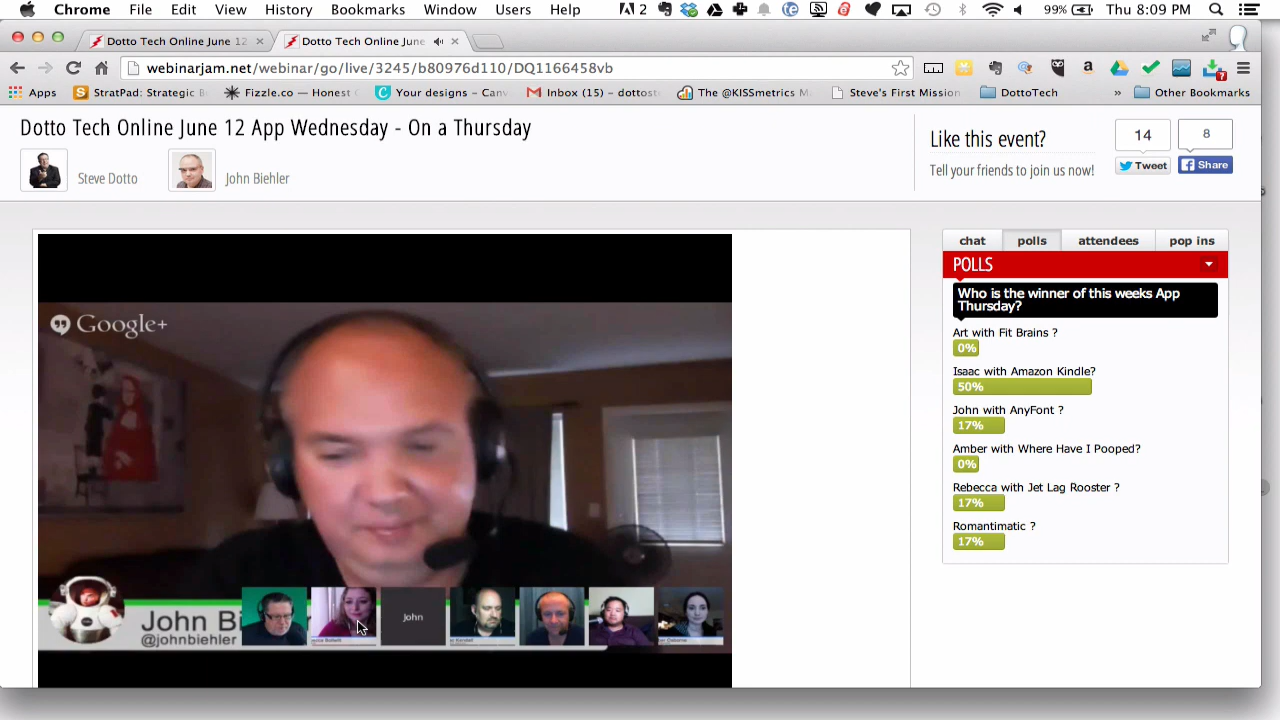 Chrome File Edit View History Bookmarks Window Users Help 2 99% Thu 8:09 PM
Dotto Tech Online June 12 Dotto Tech Online June
webinarjam.net/webinar/go/live/3245/b80976d110/DQ1166458vb
Apps StratPad: Strategic B Fizzle.co — Honest Your designs - Can Inbox (15) - dottost The @KISSmetrics M Steve's First Mission DottoTech » Other Bookmarks
Dotto Tech Online June 12 App Wednesday - On a Thursday
Steve Dotto
John Biehler
Like this event?
Tell your friends to join us now!
14
Tweet
8
Share
Google+
John Bi
@johnbiehler
John
chat polls attendees pop ins
POLLS
Who is the winner of this weeks App
Thursday?
Art with Fit Brains ?
0%
Isaac with Amazon Kindle?
50%
John with AnyFont ?
17%
Amber with Where Have I Pooped?
0%
Rebecca with Jet Lag Rooster ?
17%
Romantimatic ?
17%